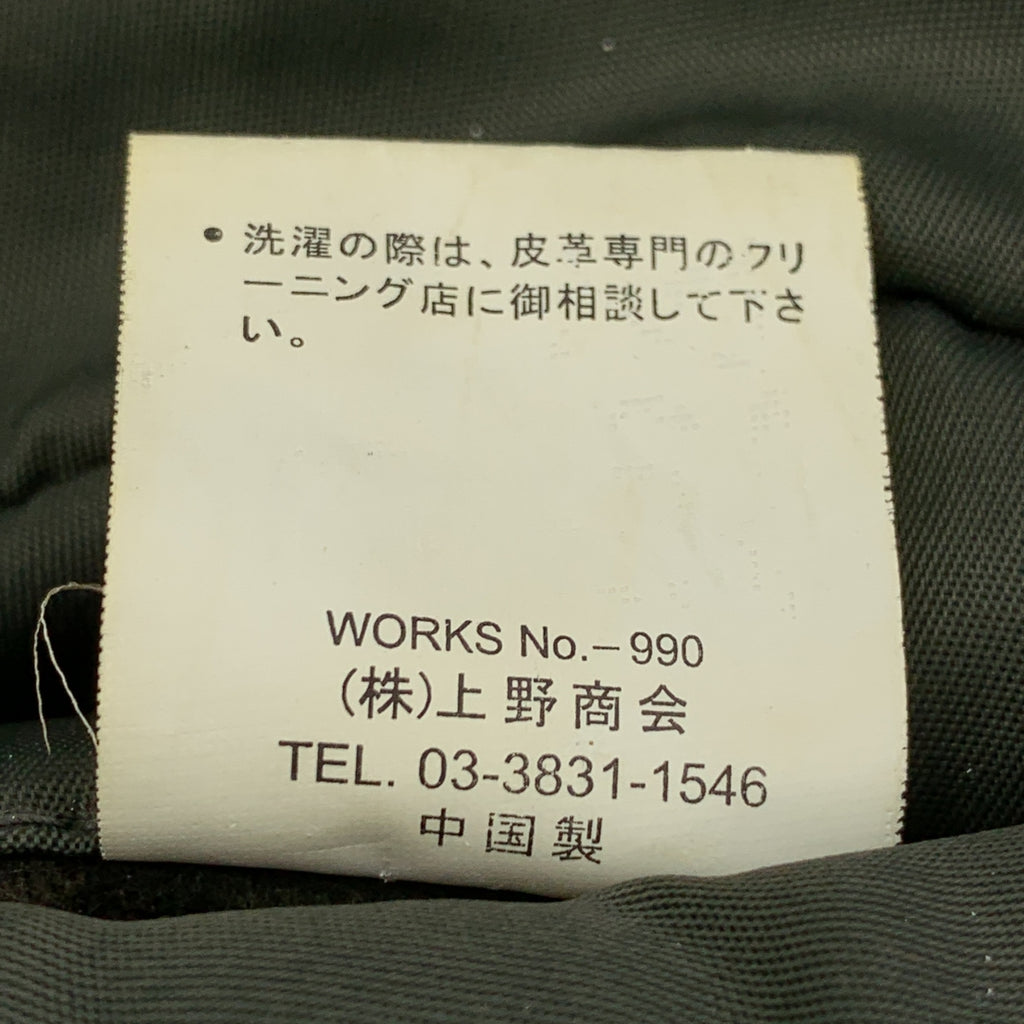 ・洗濯の際は、皮革専門のクリ
ーニング店に御相談して下さ
い。
WORKS No.－990
(株)上野商会
TEL. 03-3831-1546
中国製